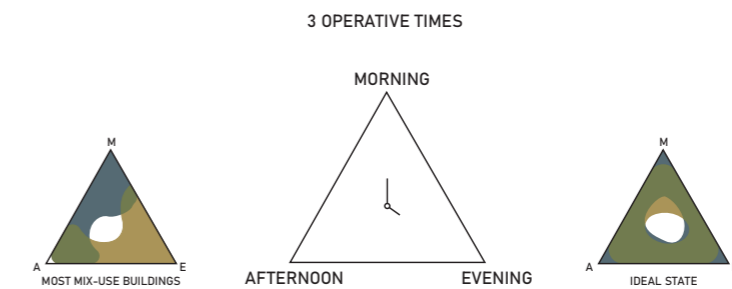 3 OPERATIVE TIMES
MORNING
M
M
A
E
A
MOST MIX-USE BUILDINGS
AFTERNOON
EVENING
IDEAL STATE